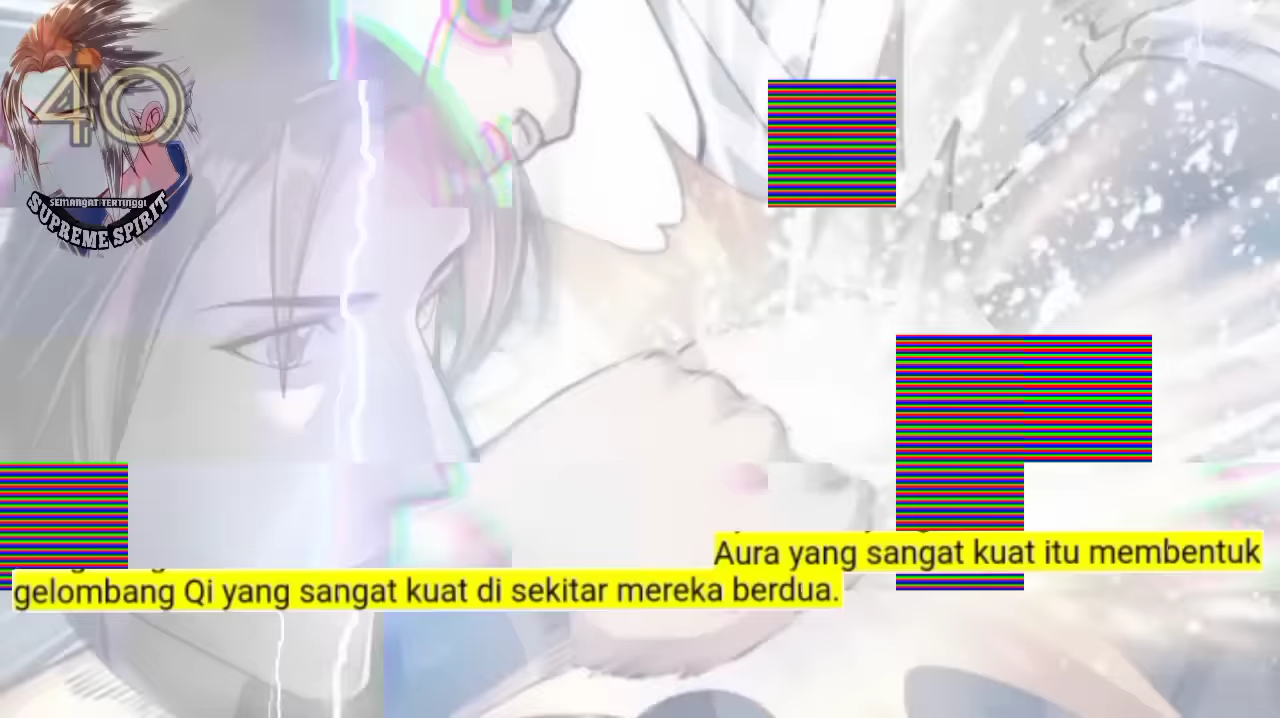 40
SEMANGAT TERTINGGI
SUPREME SPIRIT
Aura yang sangat kuat itu membentuk
gelombang Qi yang sangat kuat di sekitar mereka berdua.